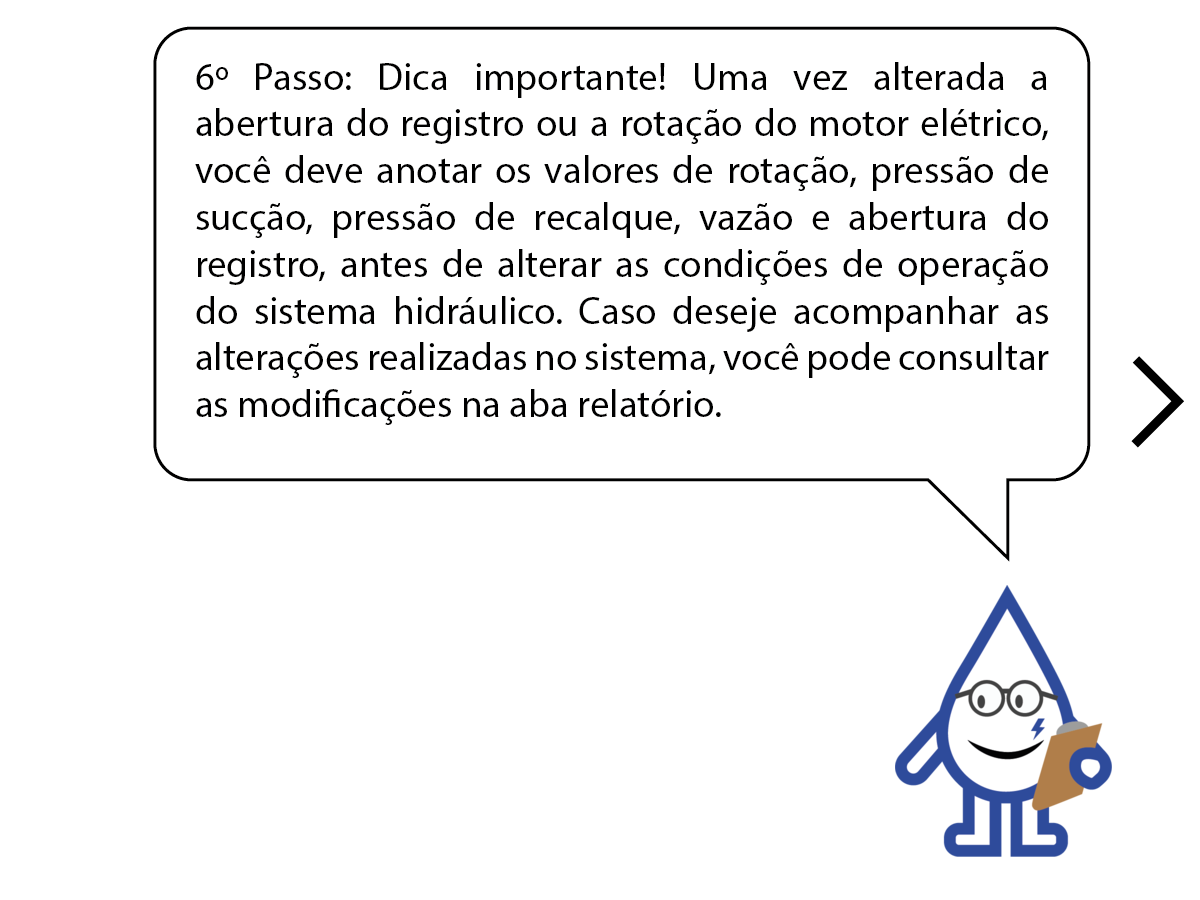 6º Passo: Dica importante! Uma vez alterada a
abertura do registro ou a rotação do motor elétrico,
você deve anotar os valores de rotação, pressão de
sucção, pressão de recalque, vazão e abertura do
registro, antes de alterar as condições de operação
do sistema hidráulico. Caso deseje acompanhar as
alterações realizadas no sistema, você pode consultar
as modificações na aba relatório.